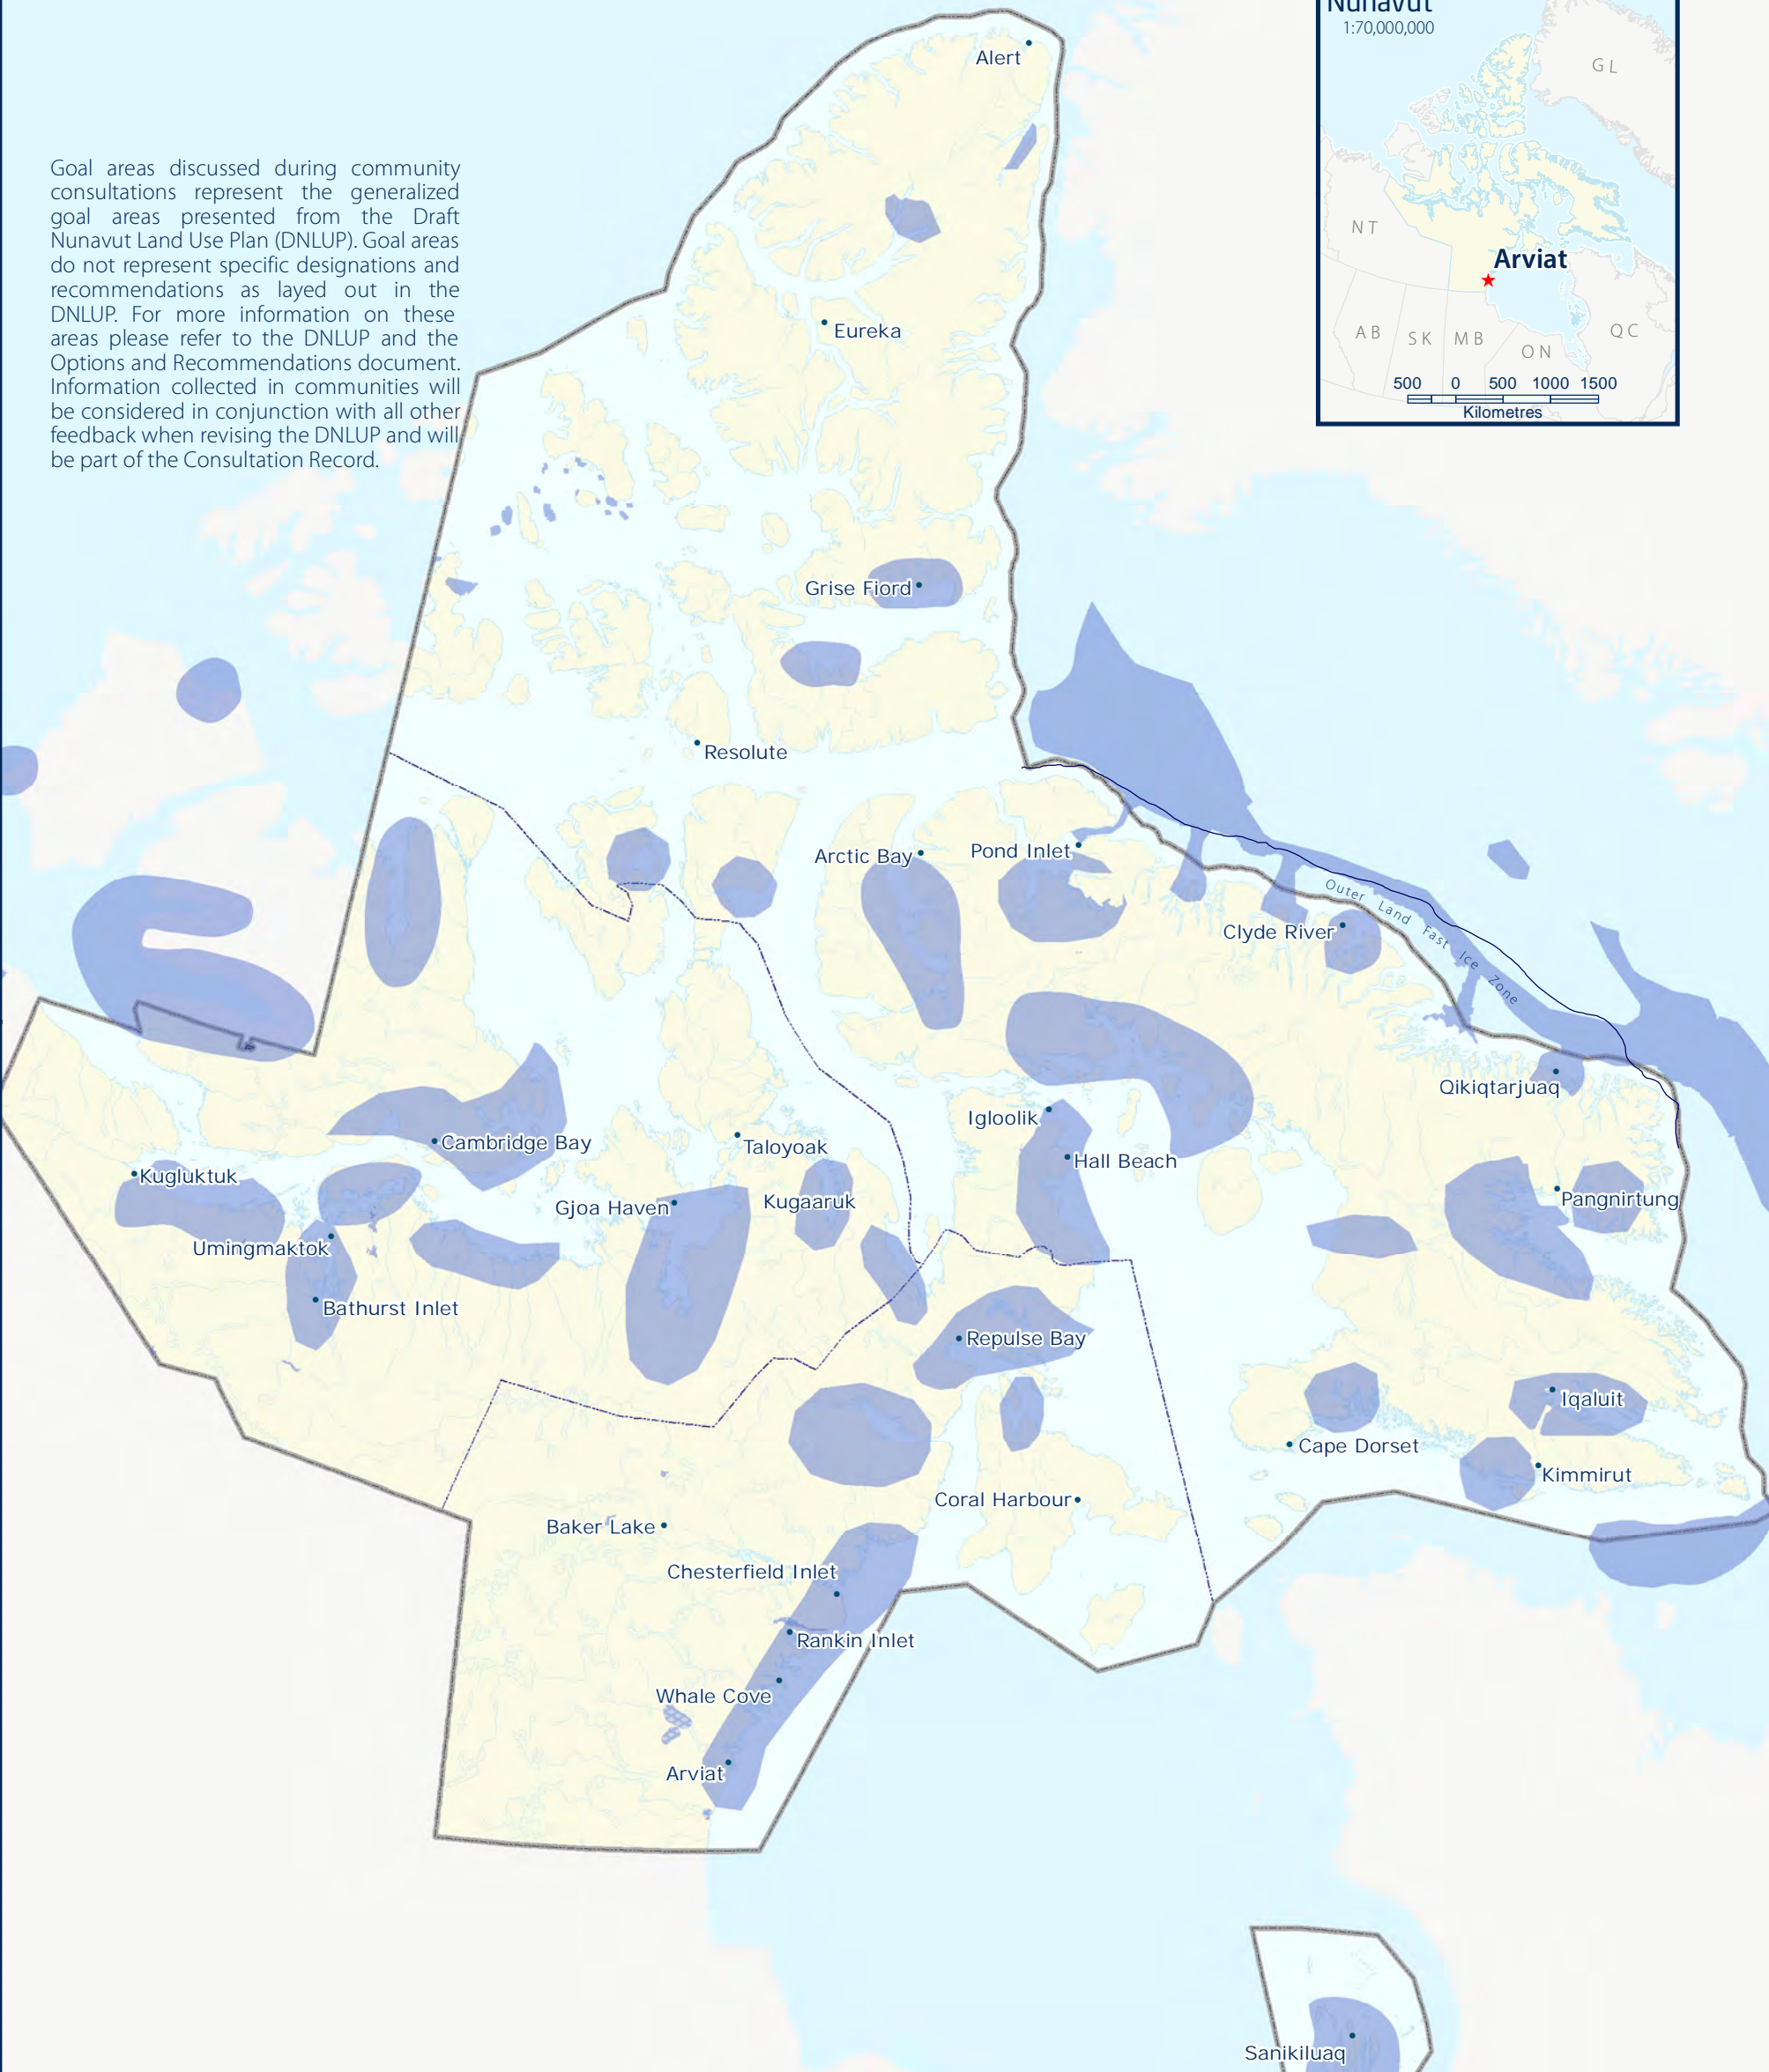 Nunavut
1:70,000,000
GL
NT
Arviat
AB
SK
MB
ON
QC
500 0 500 1000 1500
Kilometres
Goal areas discussed during community
consultations represent the generalized
goal areas presented from the Draft
Nunavut Land Use Plan (DNLUP). Goal areas
do not represent specific designations and
recommendations as layed out in the
DNLUP. For more information on these
areas please refer to the DNLUP and the
Options and Recommendations document.
Information collected in communities will
be considered in conjunction with all other
feedback when revising the DNLUP and will
be part of the Consultation Record.
Alert
Eureka
Grise Fiord
Resolute
Arctic Bay
Pond Inlet
Outer Land Fast Ice Zone
Clyde River
Qikiqtarjuaq
Igloolik
Cambridge Bay
Taloyoak
Hall Beach
Kugluktuk
Gjoa Haven
Kugaaruk
Pangnirtung
Umingmaktok
Bathurst Inlet
Repulse Bay
Iqaluit
Cape Dorset
Kimmirut
Coral Harbour
Baker Lake
Chesterfield Inlet
Rankin Inlet
Whale Cove
Arviat
Sanikiluaq